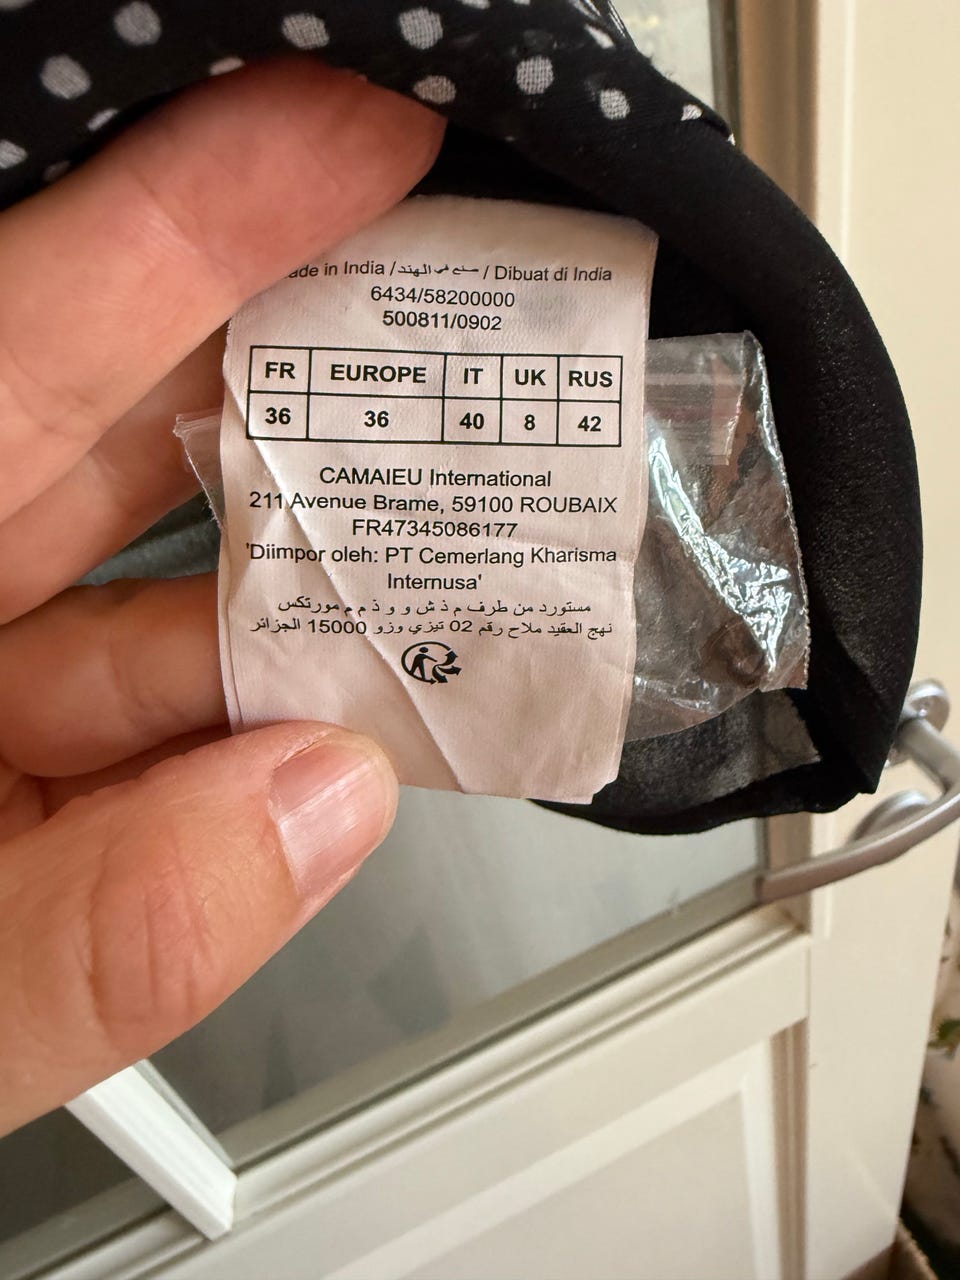 ade in India / صنع في الهند / Dibuat di India
6434/58200000
500811/0902
FR EUROPE IT UK RUS
36 36 40 8 42
CAMAIEU International
211 Avenue Brame, 59100 ROUBAIX
FR47345086177
'Diimpor oleh: PT Cemerlang Kharisma
Internusa'
مستورد من طرف م ذ ش و و ذ م م مورتكس
نهج العقيد ملاح رقم 02 تيزي وزو 15000 الجزائر